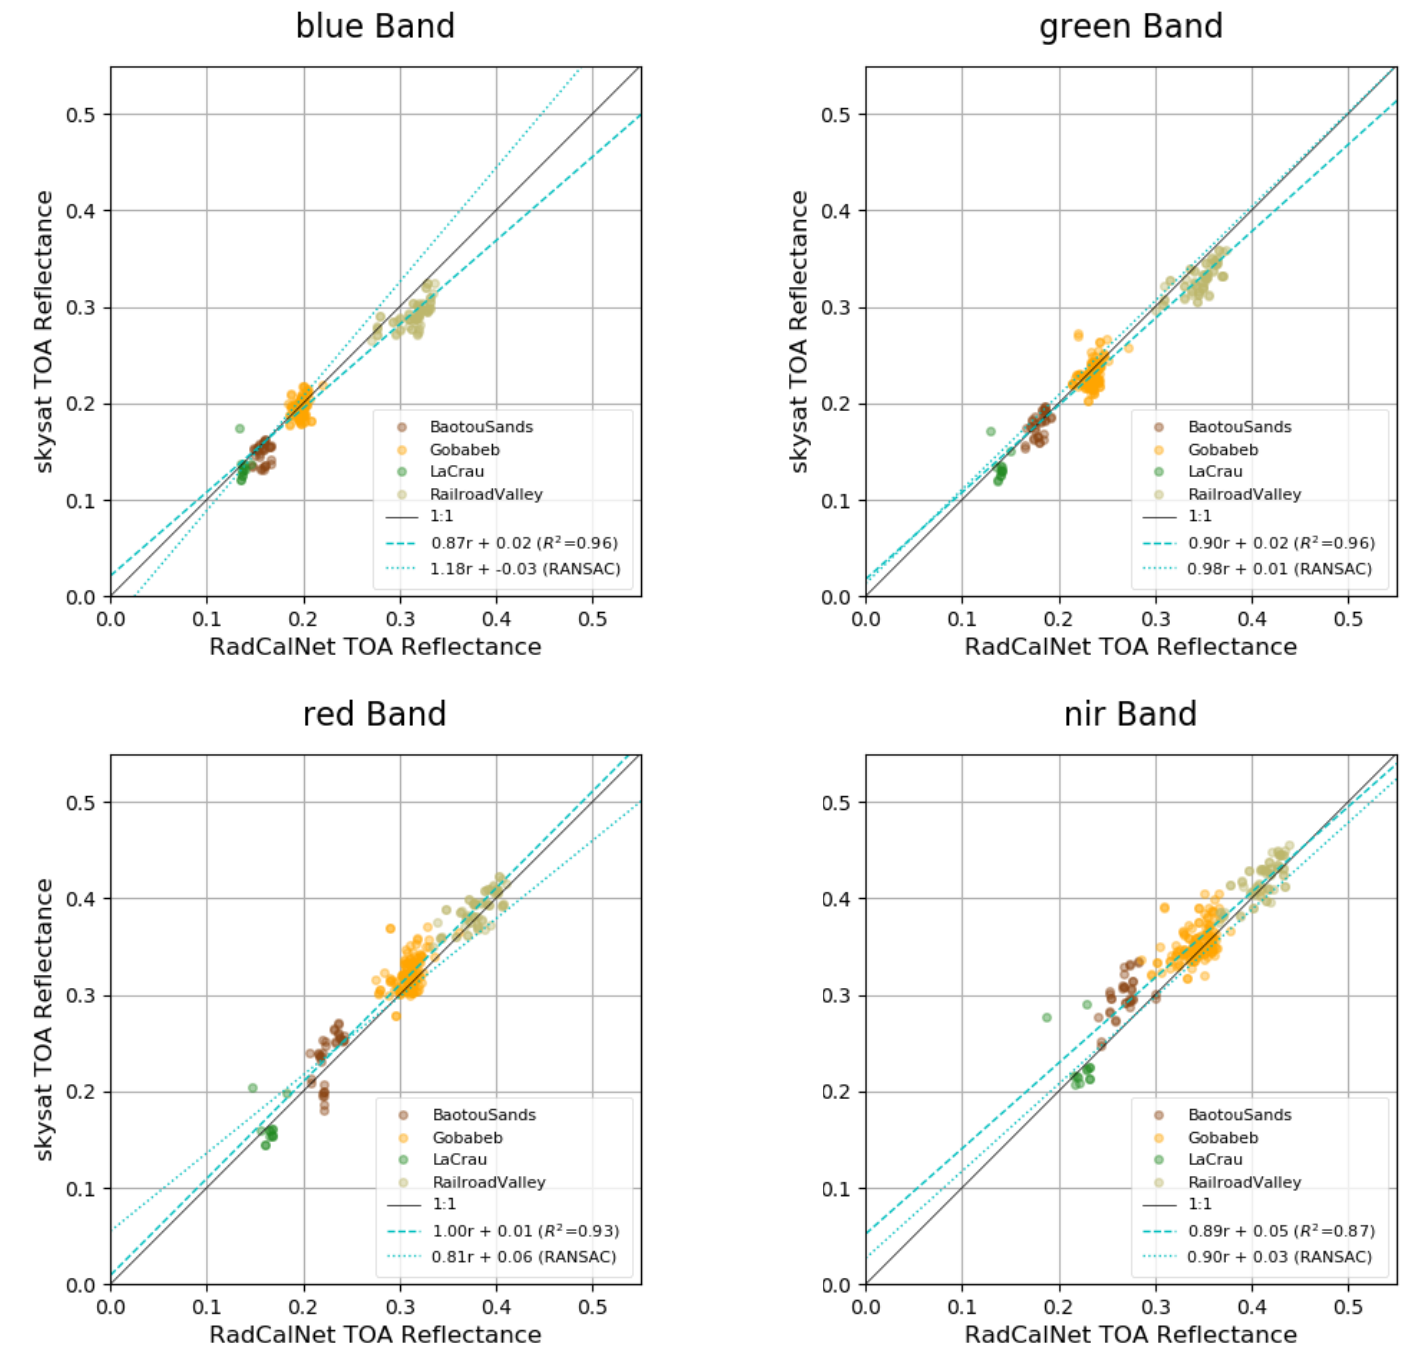 blue Band
0.5
0.4
0.3
0.2
0.1
0.0
skysat TOA Reflectance
BaotouSands
Gobabeb
LaCrau
RailroadValley
1:1
0.87r + 0.02 (R²=0.96)
1.18r + -0.03 (RANSAC)
0.0 0.1 0.2 0.3 0.4 0.5
RadCalNet TOA Reflectance
green Band
0.5
0.4
0.3
0.2
0.1
0.0
skysat TOA Reflectance
BaotouSands
Gobabeb
LaCrau
RailroadValley
1:1
0.90r + 0.02 (R²=0.96)
0.98r + 0.01 (RANSAC)
0.0 0.1 0.2 0.3 0.4 0.5
RadCalNet TOA Reflectance
red Band
0.5
0.4
0.3
0.2
0.1
0.0
skysat TOA Reflectance
BaotouSands
Gobabeb
LaCrau
RailroadValley
1:1
1.00r + 0.01 (R²=0.93)
0.81r + 0.06 (RANSAC)
0.0 0.1 0.2 0.3 0.4 0.5
RadCalNet TOA Reflectance
nir Band
0.5
0.4
0.3
0.2
0.1
0.0
BaotouSands
Gobabeb
LaCrau
RailroadValley
1:1
0.89r + 0.05 (R²=0.87)
0.90r + 0.03 (RANSAC)
0.0 0.1 0.2 0.3 0.4 0.5
RadCalNet TOA Reflectance